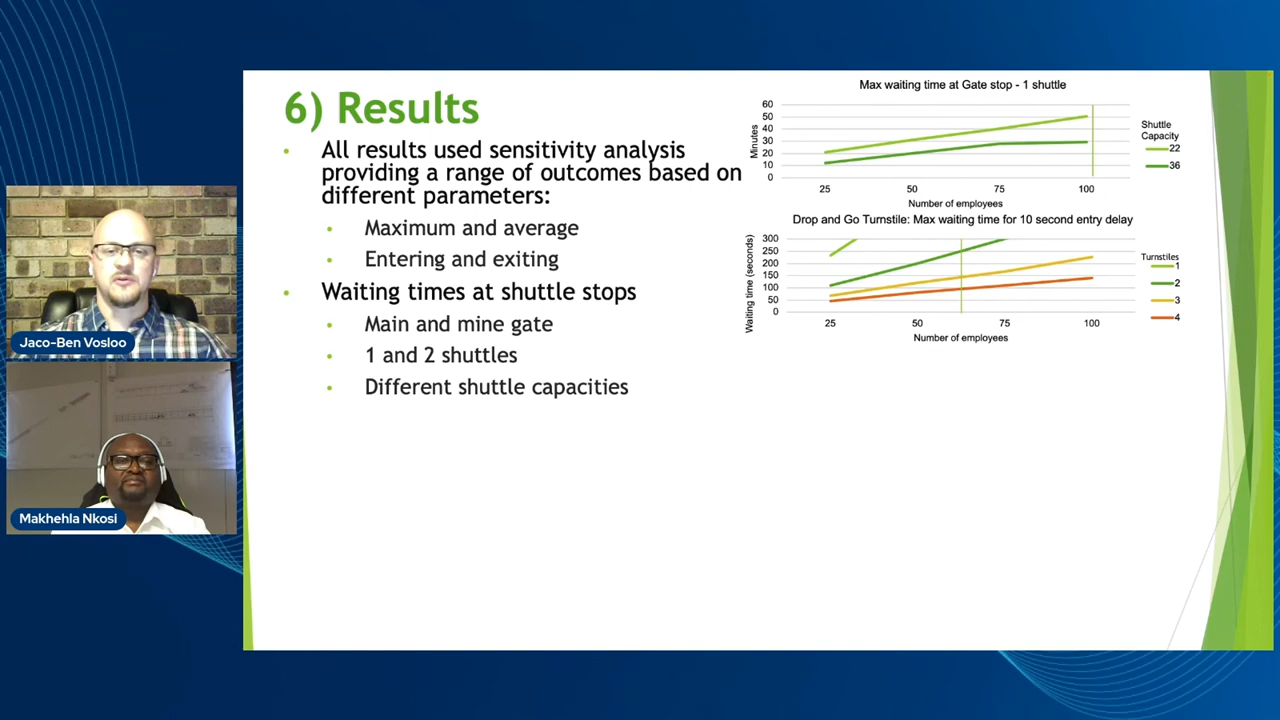 6) Results
• All results used sensitivity analysis
providing a range of outcomes based on
different parameters:
• Maximum and average
• Entering and exiting
• Waiting times at shuttle stops
• Main and mine gate
• 1 and 2 shuttles
• Different shuttle capacities
Max waiting time at Gate stop - 1 shuttle
Minutes
60
50
40
30
20
10
0
25 50 75 100
Number of employees
Shuttle
Capacity
22
36
Drop and Go Turnstile: Max waiting time for 10 second entry delay
Waiting time (seconds)
300
250
200
150
100
50
0
25 50 75 100
Number of employees
Turnstiles
1
2
3
4
Jaco-Ben Vosloo
Makhehla Nkosi